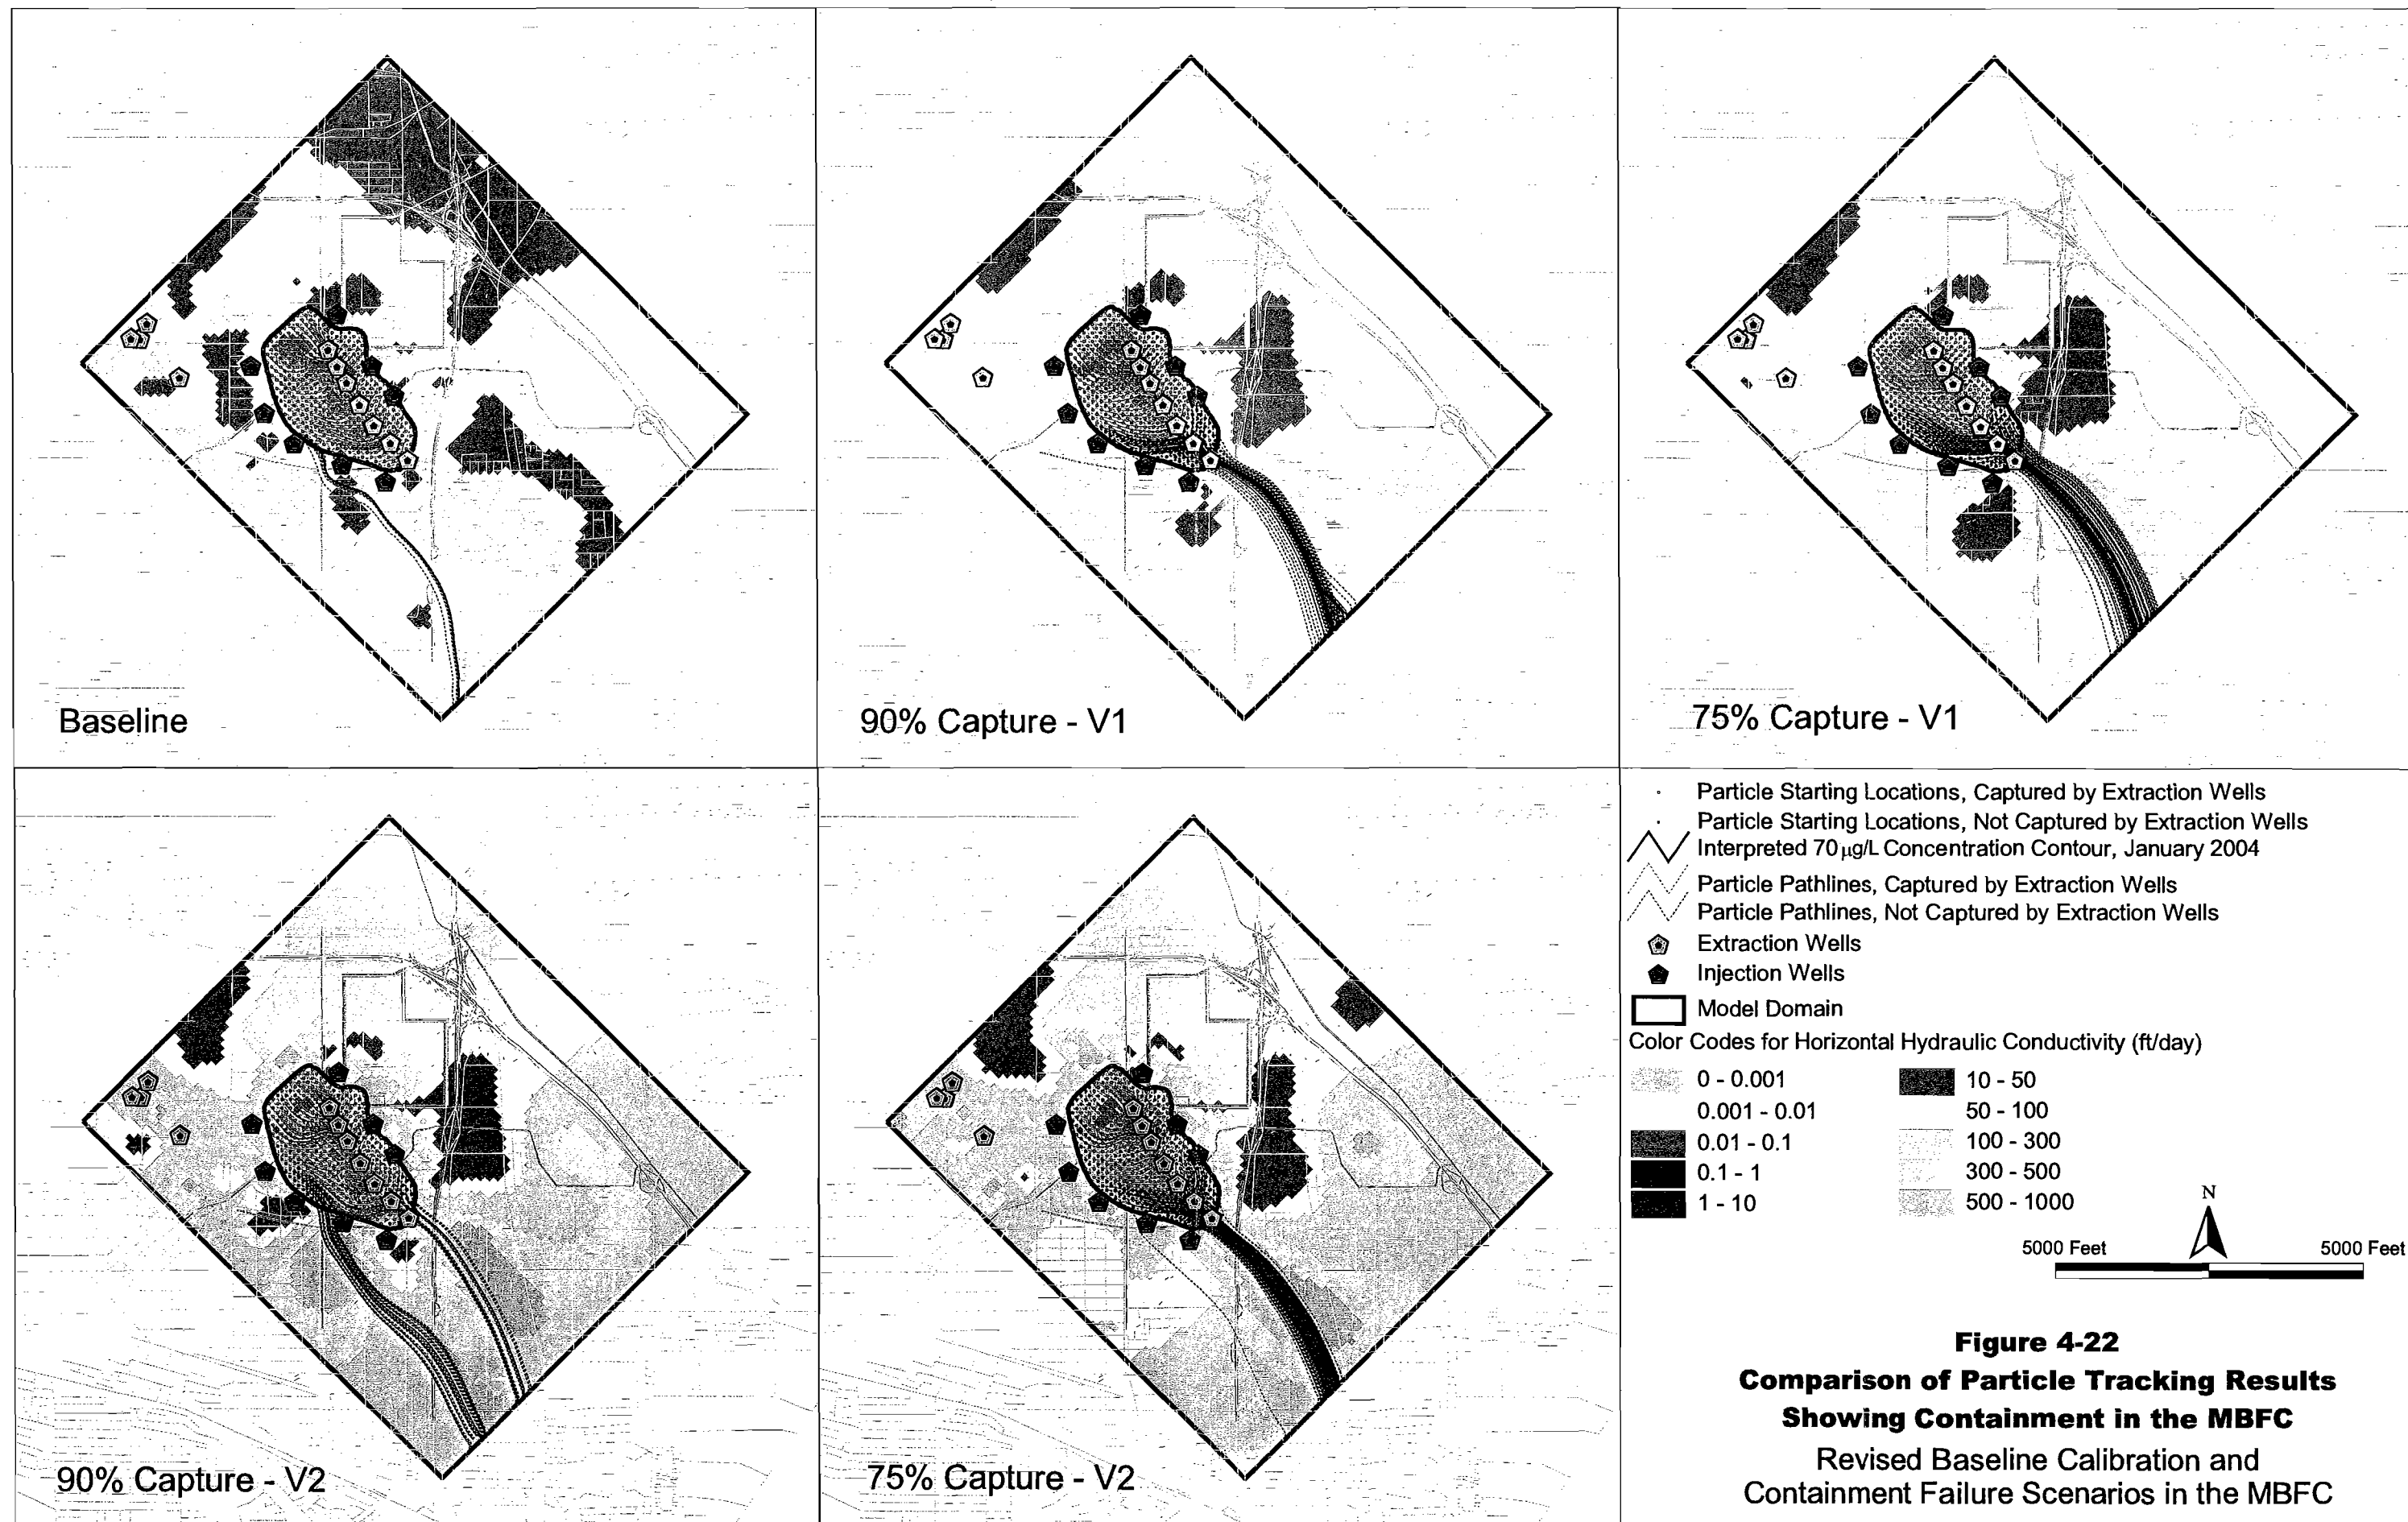 Baseline
90% Capture - V1
75% Capture - V1
90% Capture - V2
75% Capture - V2
Particle Starting Locations, Captured by Extraction Wells
Particle Starting Locations, Not Captured by Extraction Wells
Interpreted 70 µg/L Concentration Contour, January 2004
Particle Pathlines, Captured by Extraction Wells
Particle Pathlines, Not Captured by Extraction Wells
Extraction Wells
Injection Wells
Model Domain
Color Codes for Horizontal Hydraulic Conductivity (ft/day)
0 - 0.001
0.001 - 0.01
0.01 - 0.1
0.1 - 1
1 - 10
10 - 50
50 - 100
100 - 300
300 - 500
500 - 1000
N
5000 Feet
5000 Feet
Figure 4-22
Comparison of Particle Tracking Results
Showing Containment in the MBFC
Revised Baseline Calibration and
Containment Failure Scenarios in the MBFC